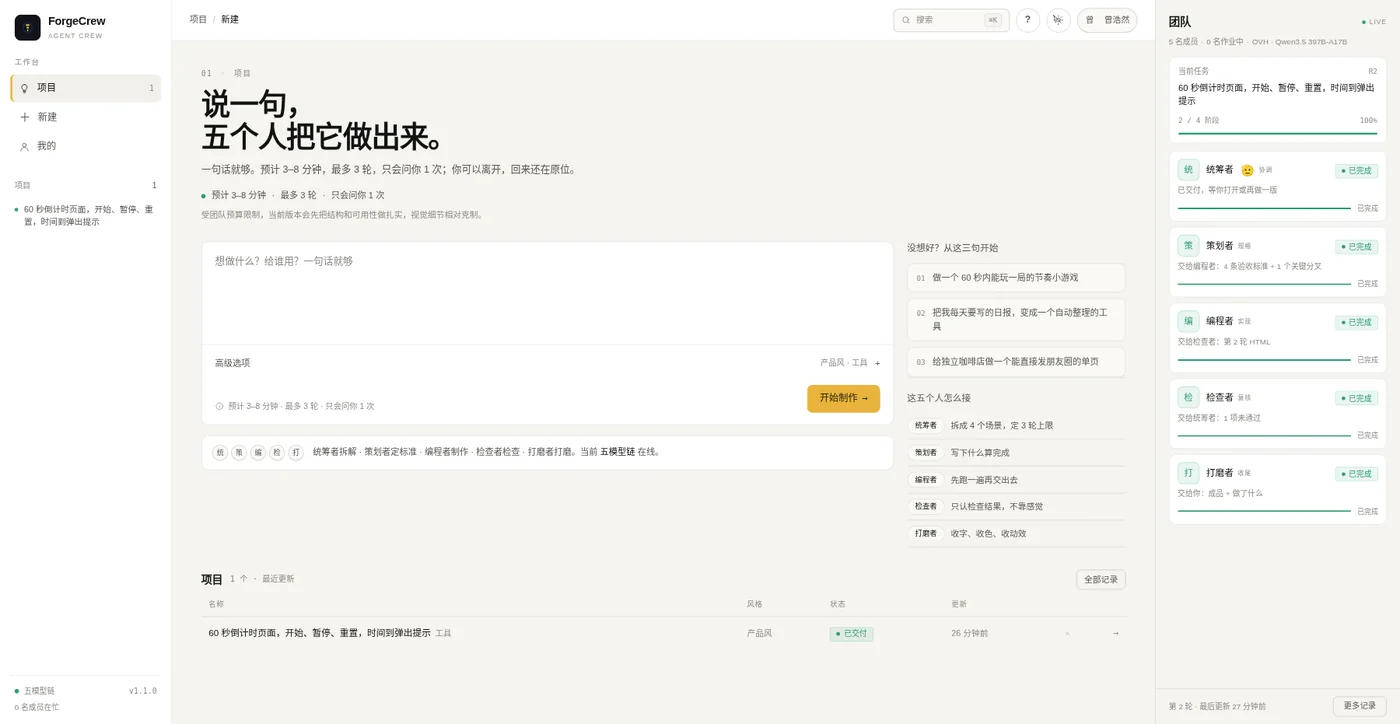 ForgeCrew
AGENT CREW
工作台
项目 1
新建
我的
项目 1
60 秒倒计时页面，开始、暂停、重
置，时间到弹出提示
五模型链 v1.1.0
0 名成员在忙
项目 / 新建
搜索 ⌘K
?
曾 曾浩然
01 · 项目
说一句，
五个人把它做出来。
一句话就够。预计 3–8 分钟，最多 3 轮，只会问你 1 次；你可以离开，回来还在原位。
预计 3–8 分钟 · 最多 3 轮 · 只会问你 1 次
受团队预算限制，当前版本会先把结构和可用性做扎实，视觉细节相对克制。
想做什么？给谁用？一句话就够
高级选项 产品风 · 工具 +
预计 3–8 分钟 · 最多 3 轮 · 只会问你 1 次
开始制作 →
统 策 编 检 打 统筹者拆解 · 策划者定标准 · 编程者制作 · 检查者检查 · 打磨者打磨。当前 五模型链 在线。
没想好？从这三句开始
01 做一个 60 秒内能玩一局的节奏小游戏
02 把我每天要写的日报，变成一个自动整理的工
具
03 给独立咖啡店做一个能直接发朋友圈的单页
这五个人怎么接
统筹者 拆成 4 个场景，定 3 轮上限
策划者 写下什么算完成
编程者 先跑一遍再交出去
检查者 只认检查结果，不靠感觉
打磨者 收字、收色、收动效
项目 1 个 · 最近更新
全部记录
名称 风格 状态 更新
60 秒倒计时页面，开始、暂停、重置，时间到弹出提示 工具 产品风 已交付 26 分钟前 →
团队 LIVE
5 名成员 · 0 名作业中 · OVH · Qwen3.5 397B-A17B
当前任务 R2
60 秒倒计时页面，开始、暂停、重置，时间到弹出
提示
2 / 4 阶段 100%
统 统筹者 协调 已完成
已交付，等你打开或再做一版
已完成
策 策划者 规格 已完成
交给编程者：4 条验收标准 + 1 个关键分叉
已完成
编 编程者 实现 已完成
交给检查者：第 2 轮 HTML
已完成
检 检查者 复核 已完成
交给统筹者：1 项未通过
已完成
打 打磨者 收尾 已完成
交给你：成品 + 做了什么
已完成
第 2 轮 · 最后更新 27 分钟前
更多记录